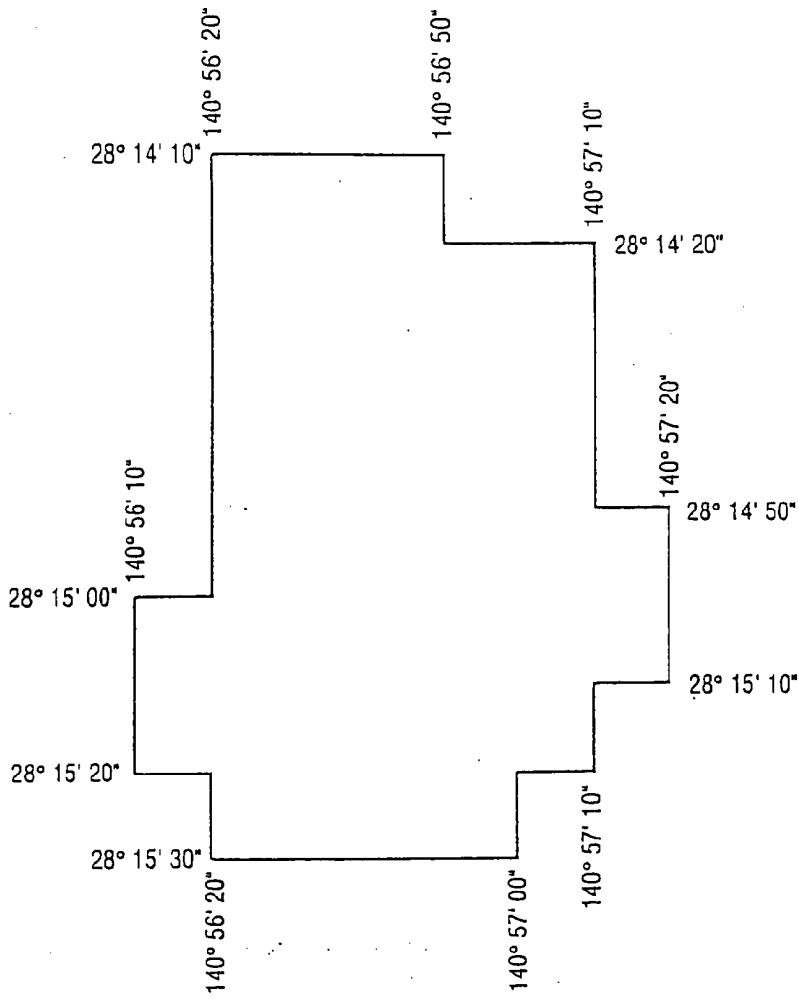 140° 56' 20"
140° 56' 50"
140° 57' 10"
28° 14' 10"
28° 14' 20"
140° 57' 20"
140° 56' 10"
28° 14' 50"
28° 15' 00"
28° 15' 10"
28° 15' 20"
28° 15' 30"
140° 57' 10"
140° 56' 20"
140° 57' 00"